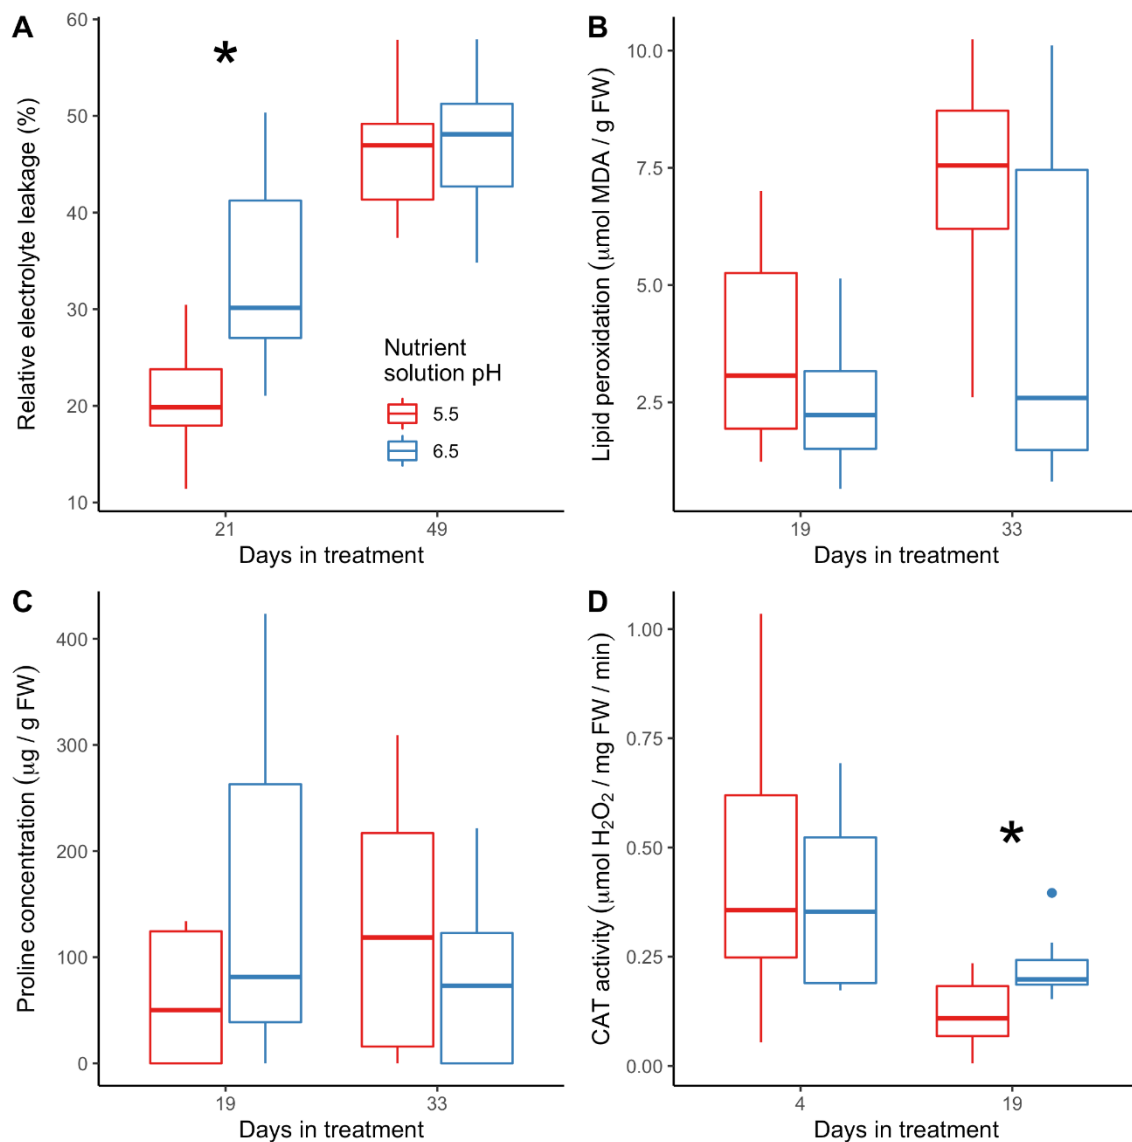 A
Relative electrolyte leakage (%)
60
50
40
30
20
10
*
Nutrient
solution pH
5.5
6.5
21
49
Days in treatment
B
Lipid peroxidation (μmol MDA / g FW)
10.0
7.5
5.0
2.5
19
33
Days in treatment
C
Proline concentration (μg / g FW)
400
300
200
100
0
19
33
Days in treatment
D
CAT activity (μmol H₂O₂ / mg FW / min)
1.00
0.75
0.50
0.25
0.00
*
4
19
Days in treatment